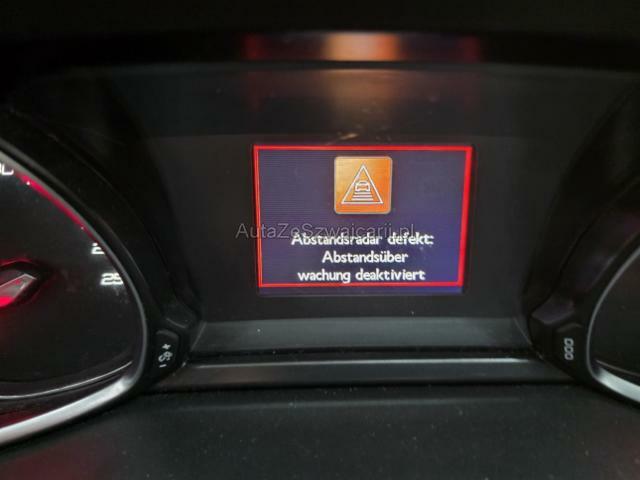 AutaZeSzwajcarii.pl
Abstandsradar defekt:
Abstandsüber
wachung deaktiviert